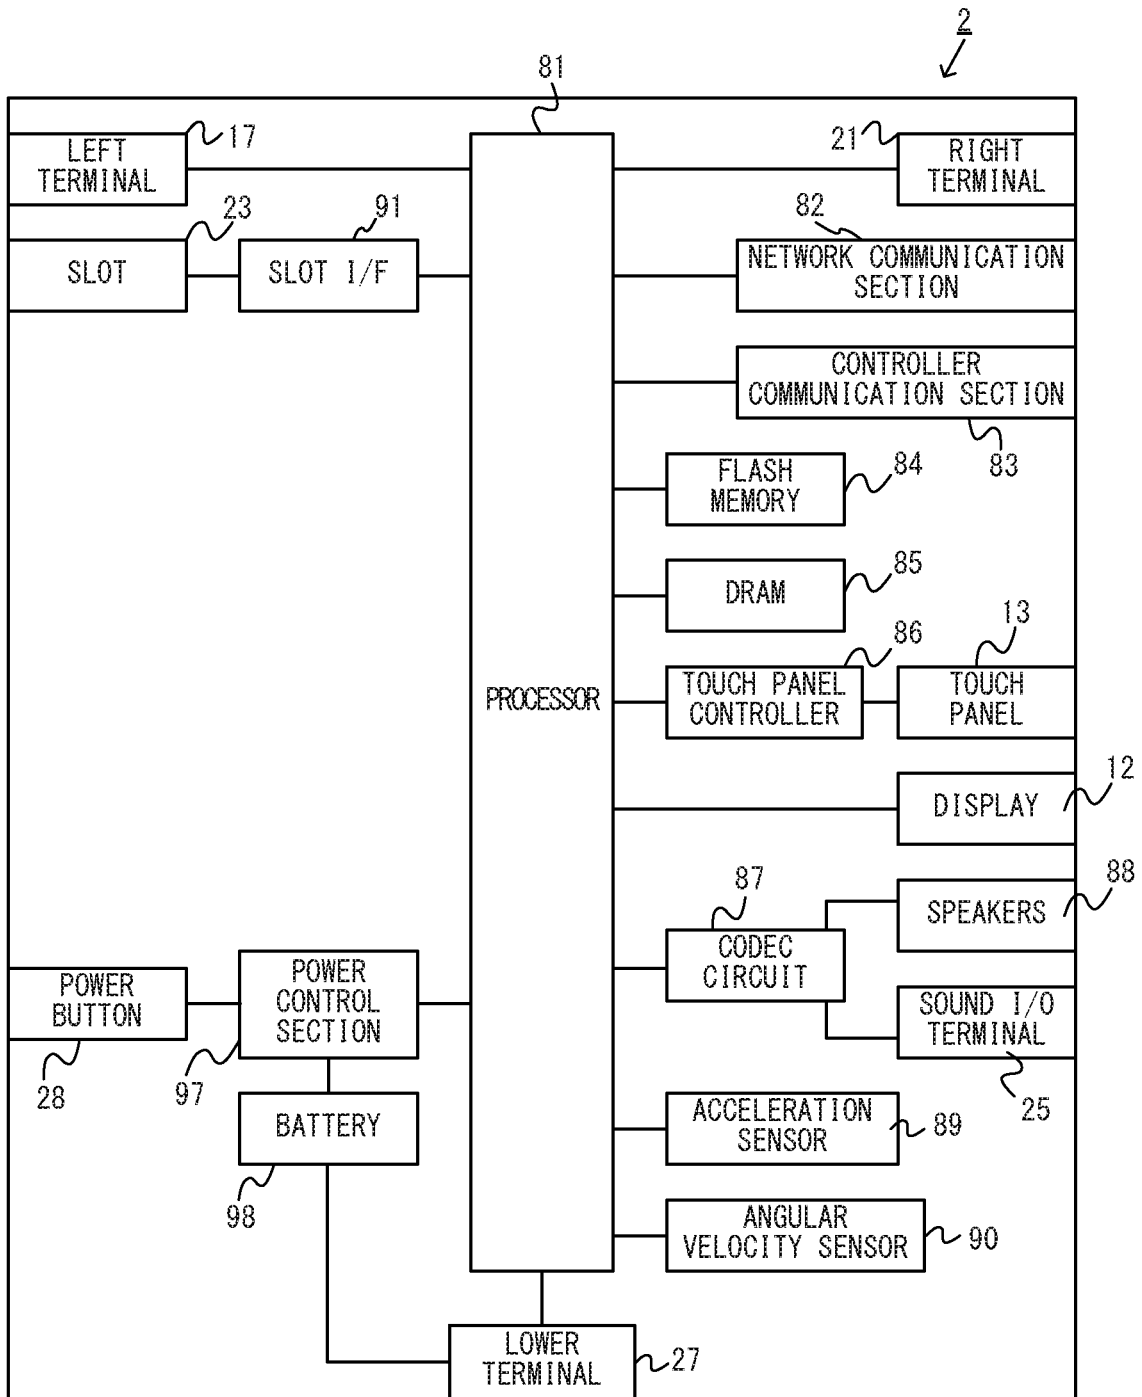 2
81
17
LEFT
TERMINAL
21
RIGHT
TERMINAL
23
SLOT
91
SLOT I/F
82
NETWORK COMMUNICATION
SECTION
CONTROLLER
COMMUNICATION SECTION
83
FLASH
MEMORY
84
DRAM
85
PROCESSOR
86
TOUCH PANEL
CONTROLLER
13
TOUCH
PANEL
12
DISPLAY
87
CODEC
CIRCUIT
88
SPEAKERS
SOUND I/O
TERMINAL
25
POWER
BUTTON
28
POWER
CONTROL
SECTION
97
BATTERY
98
ACCELERATION
SENSOR
89
ANGULAR
VELOCITY SENSOR
90
LOWER
TERMINAL
27